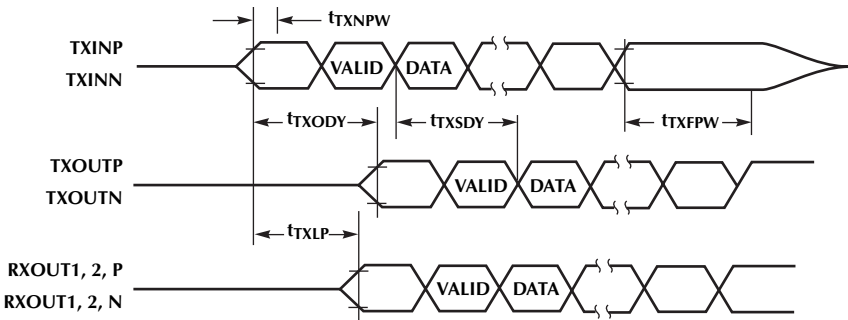 tTXNPW
TXINP
TXINN
VALID DATA
tTXODY tTXSDY tTXFPW
TXOUTP
TXOUTN
VALID DATA
tTXLP
RXOUT1, 2, P
RXOUT1, 2, N
VALID DATA